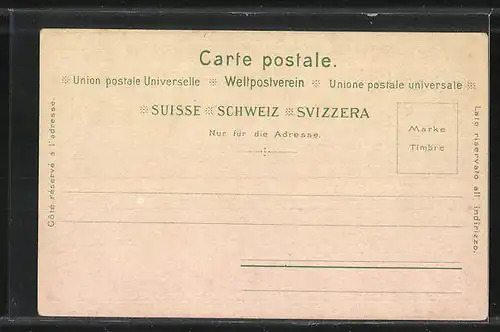 Carte postale.
Union postale Universelle Weltpostverein Unione postale universale
SUISSE SCHWEIZ SVIZZERA
Nur für die Adresse.
Marke
Timbre
Côté réservé à l'adresse.
Lato riservato all indirizzo.